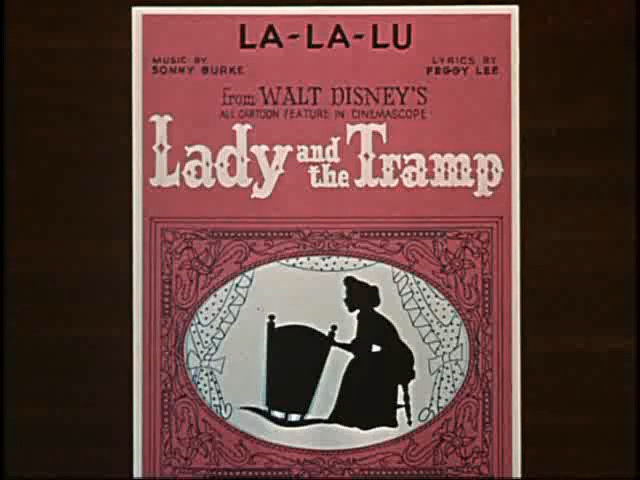 LA-LA-LU
MUSIC BY
SONNY BURKE
LYRICS BY
PEGGY LEE
from WALT DISNEY'S
ALL CARTOON FEATURE IN CINEMASCOPE
Lady and the Tramp